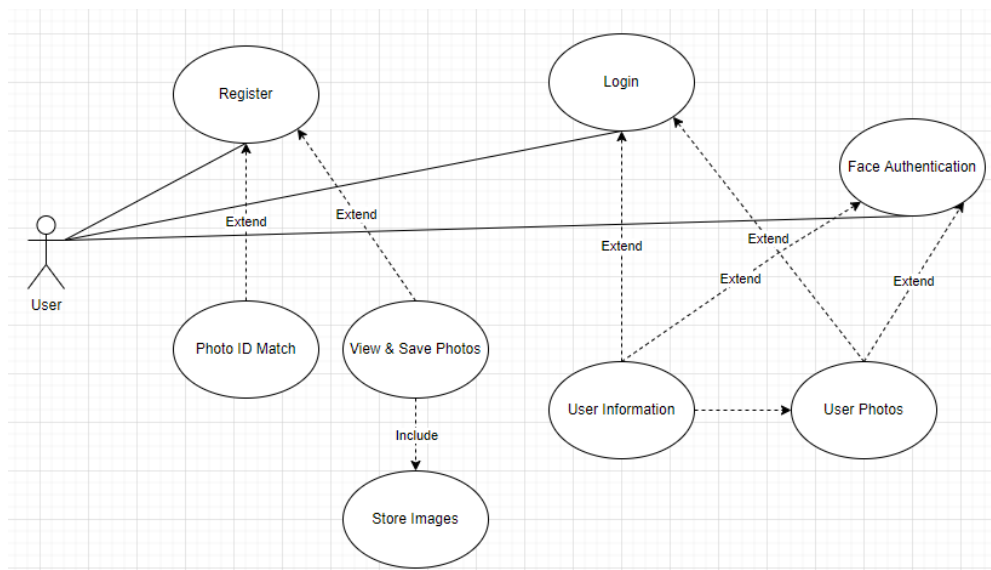 Register
Login
Face Authentication
Extend
Extend
Extend
Extend
Extend
Extend
User
Photo ID Match
View & Save Photos
User Information
User Photos
Include
Store Images